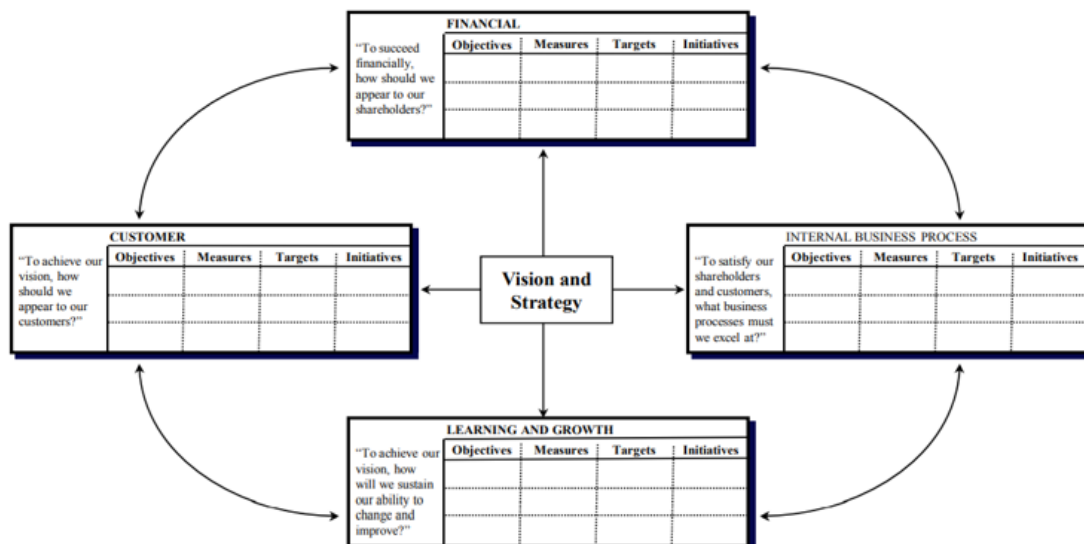 FINANCIAL
“To succeed
financially,
how should we
appear to our
shareholders?”
Objectives Measures Targets Initiatives
CUSTOMER
“To achieve our
vision, how
should we
appear to our
customers?”
Objectives Measures Targets Initiatives
Vision and
Strategy
INTERNAL BUSINESS PROCESS
“To satisfy our
shareholders
and customers,
what business
processes must
we excel at?”
Objectives Measures Targets Initiatives
LEARNING AND GROWTH
“To achieve our
vision, how
will we sustain
our ability to
change and
improve?”
Objectives Measures Targets Initiatives